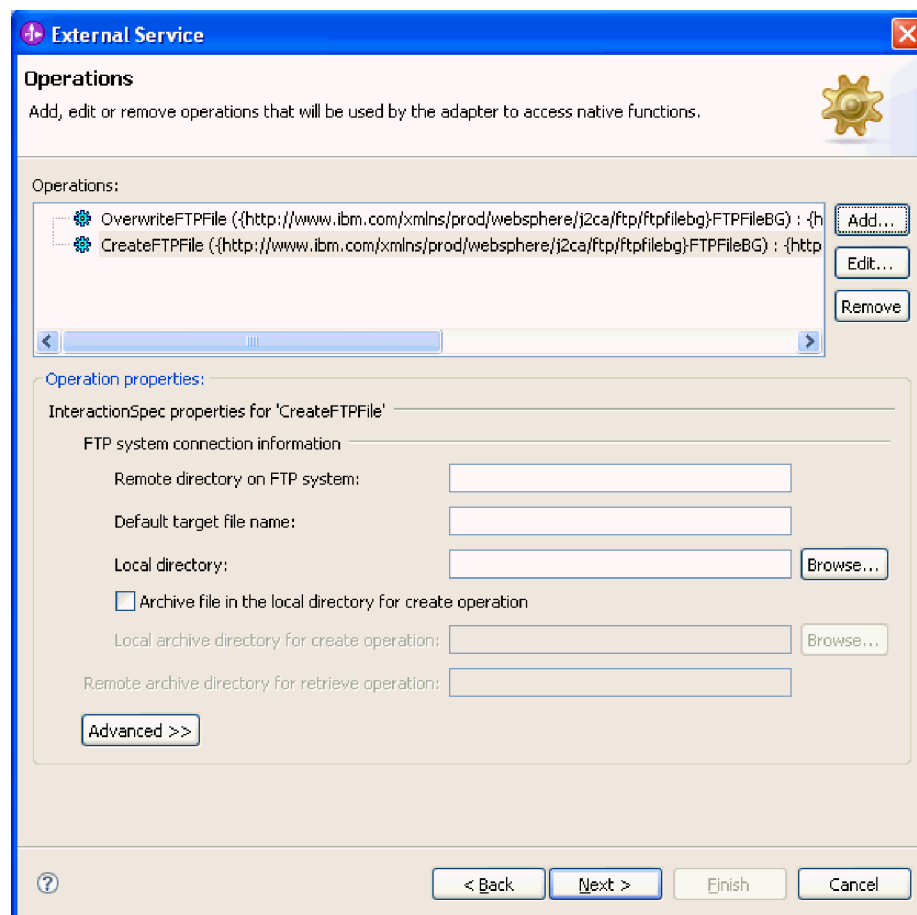 External Service
Operations
Add, edit or remove operations that will be used by the adapter to access native functions.
Operations:
OverwriteFTPFile ({http://www.ibm.com/xmlns/prod/websphere/j2ca/ftp/ftpfilebg}FTPFileBG) : {h
Add...
CreateFTPFile ({http://www.ibm.com/xmlns/prod/websphere/j2ca/ftp/ftpfilebg}FTPFileBG) : {http
Edit...
Remove
Operation properties:
InteractionSpec properties for 'CreateFTPFile'
FTP system connection information
Remote directory on FTP system:
Default target file name:
Local directory:
Browse...
Archive file in the local directory for create operation
Local archive directory for create operation:
Browse...
Remote archive directory for retrieve operation:
Advanced >>
?
< Back
Next >
Finish
Cancel